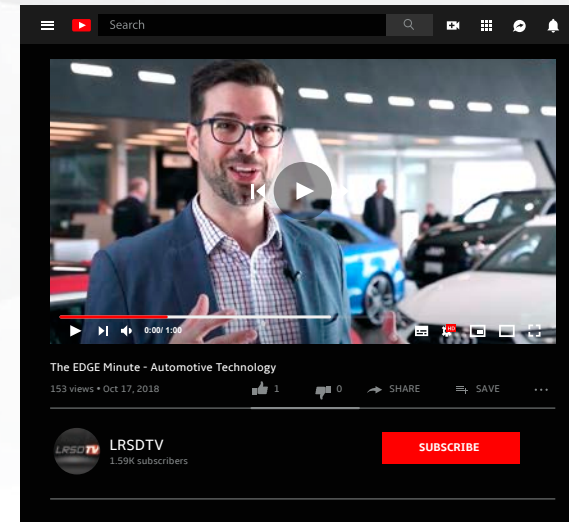 Search
HD
0:00/ 1:00
The EDGE Minute - Automotive Technology
153 views • Oct 17, 2018
1
0
SHARE
SAVE
LRSDTV
LRSDTV
1.59K subscribers
SUBSCRIBE